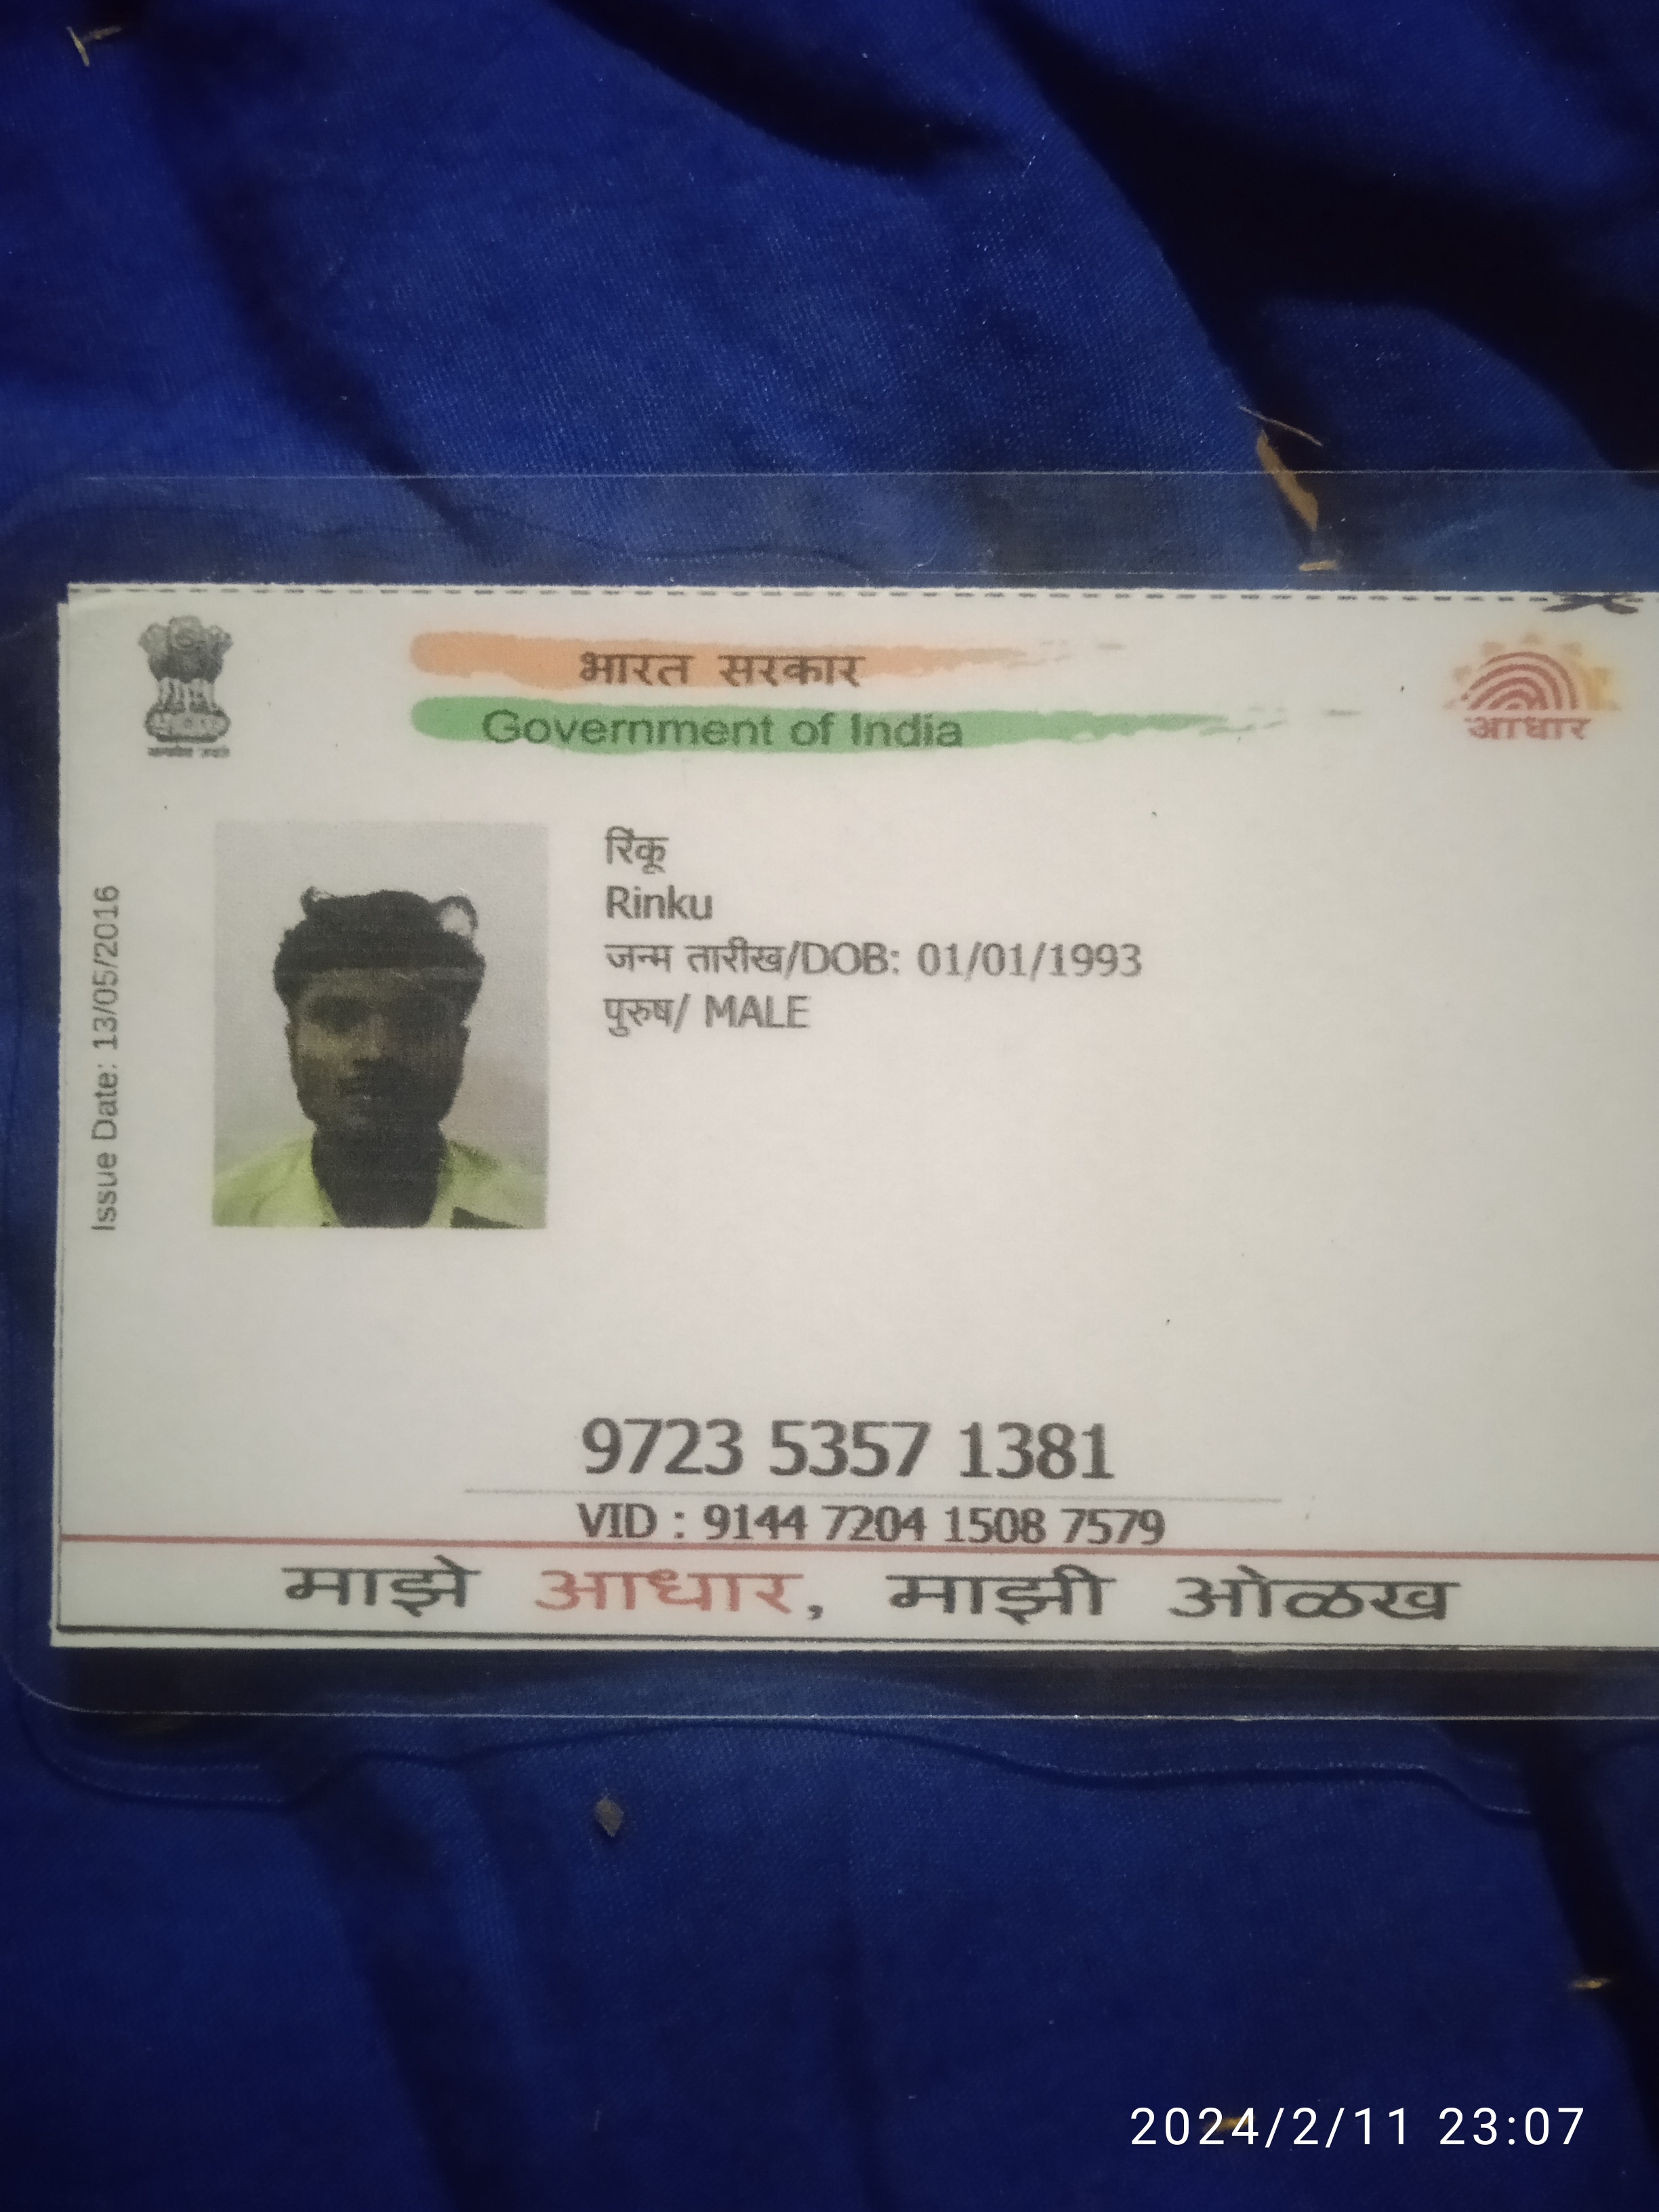 भारत सरकार
Government of India
आधार
Issue Date: 13/05/2016
रिंकू
Rinku
जन्म तारीख/DOB: 01/01/1993
पुरुष/ MALE
9723 5357 1381
VID : 9144 7204 1508 7579
माझे आधार, माझी ओळख
2024/2/11 23:07